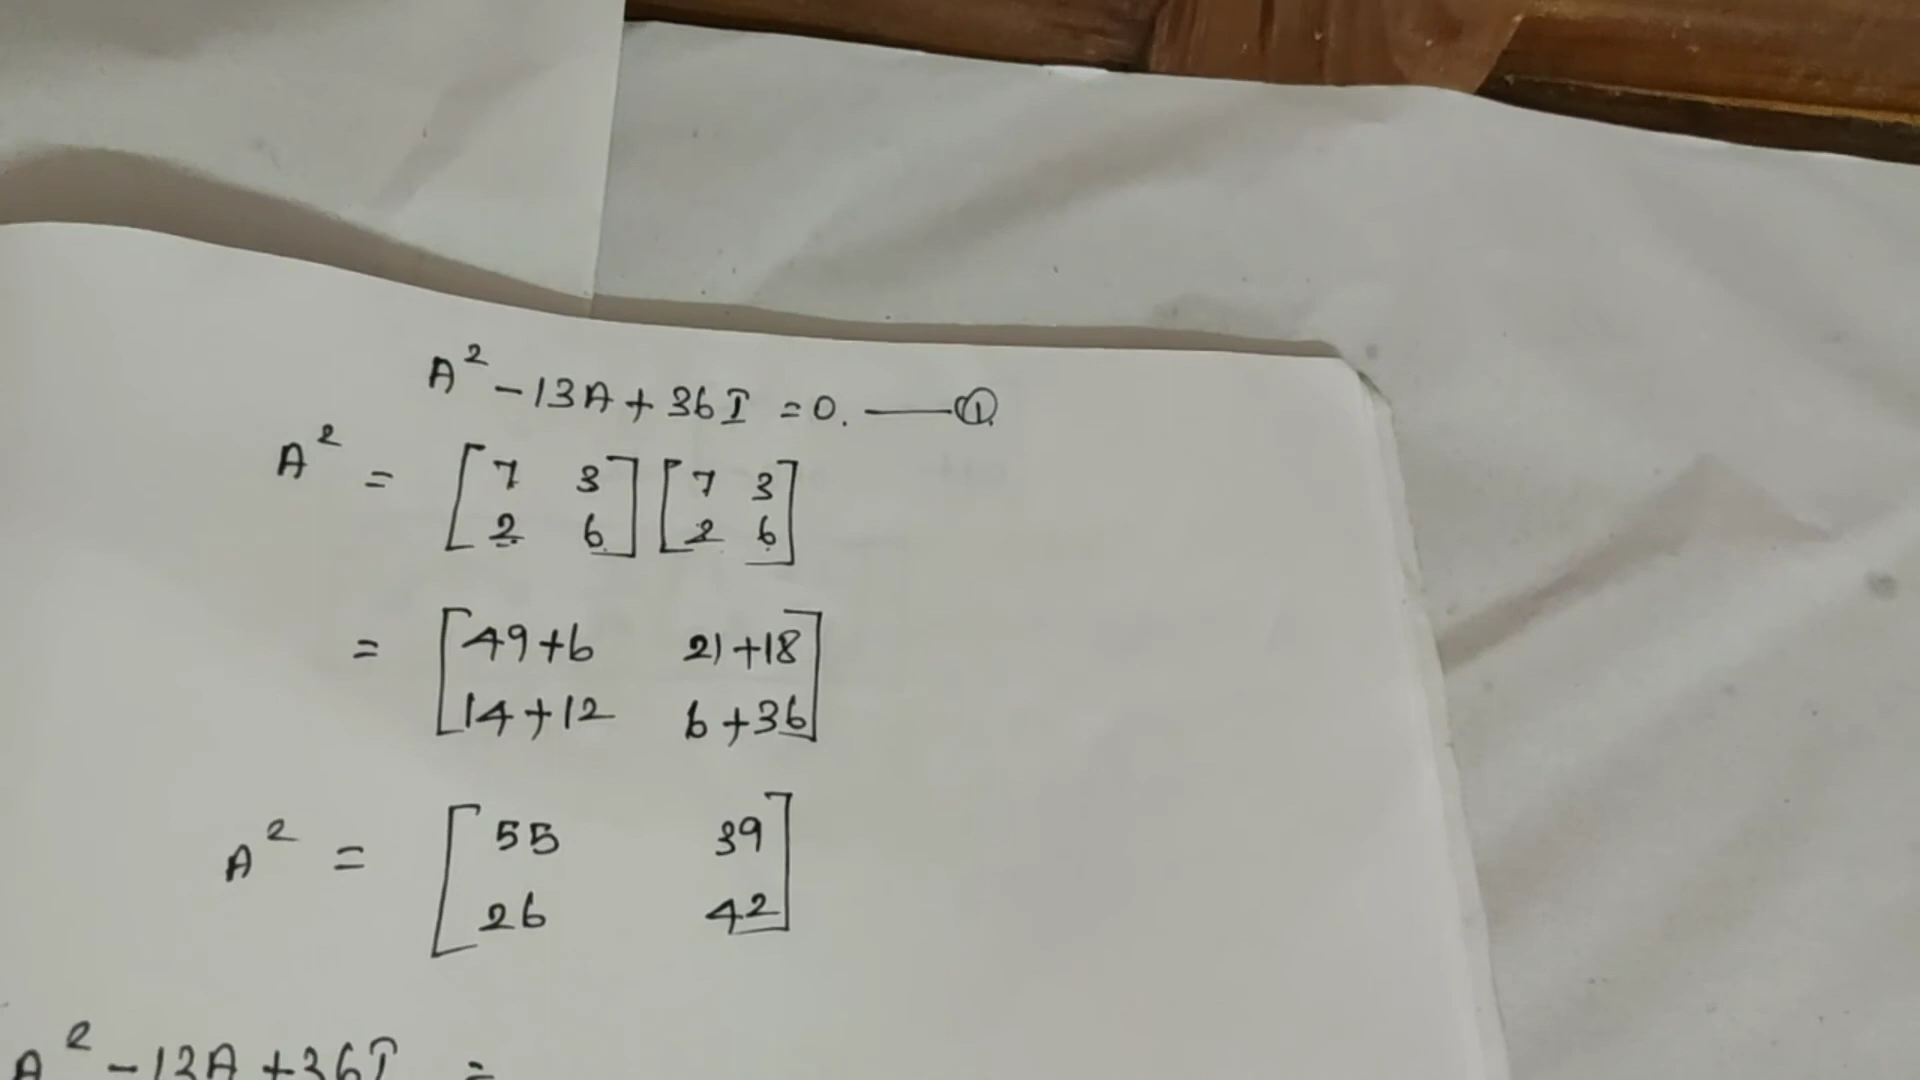 A² - 13A + 36I = 0. —— ①
A² = [7 3 [7 3
2 6] 2 6]
= [49+6 21+18
14+12 6+36]
A² = [55 39
26 42]
A² - 13A + 36I =